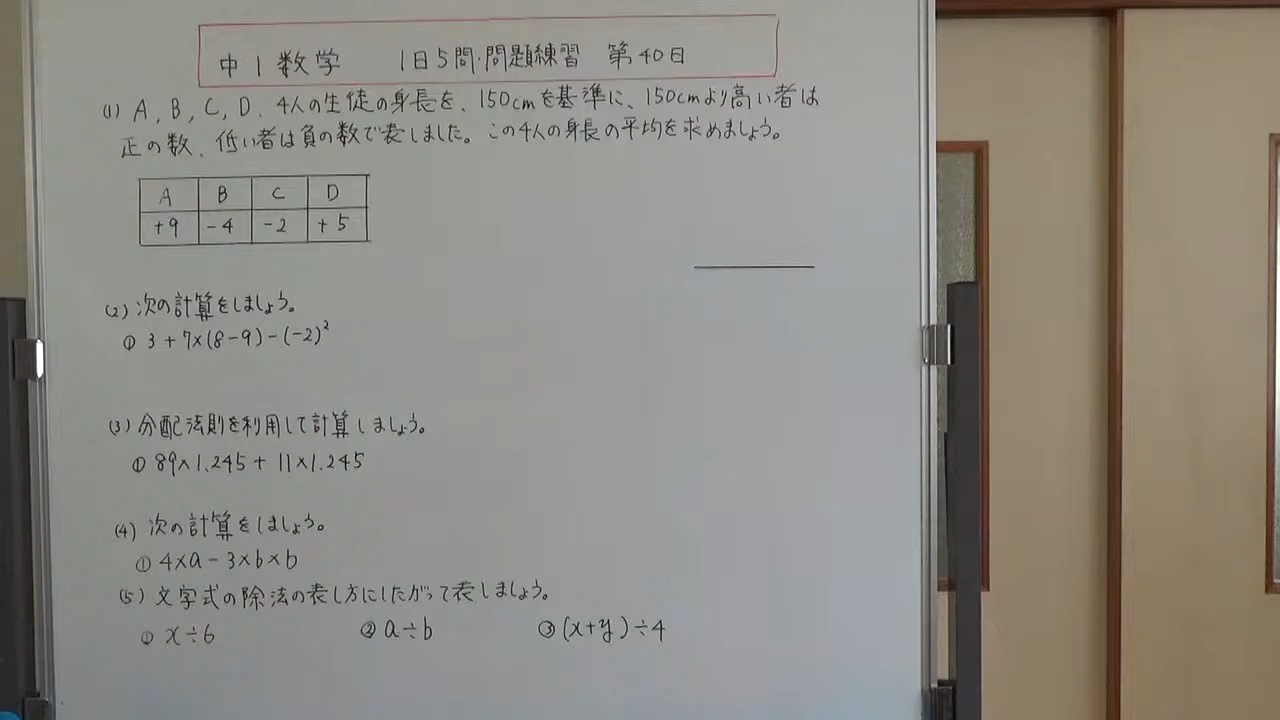 中1数学 1日5問・問題練習 第40日
(1) A, B, C, D、4人の生徒の身長を、150cmを基準に、150cmより高い者は
正の数、低い者は負の数で表しました。この4人の身長の平均を求めましょう。
A B C D
+9 -4 -2 +5
(2) 次の計算をしましょう。
① 3+7×(8-9)-(-2)²
(3) 分配法則を利用して計算しましょう。
① 89×1.245+11×1.245
(4) 次の計算をしましょう。
① 4×a-3×b×b
(5) 文字式の除法の表し方にしたがって表しましょう。
① x÷6 ② a÷b ③ (x+y)÷4